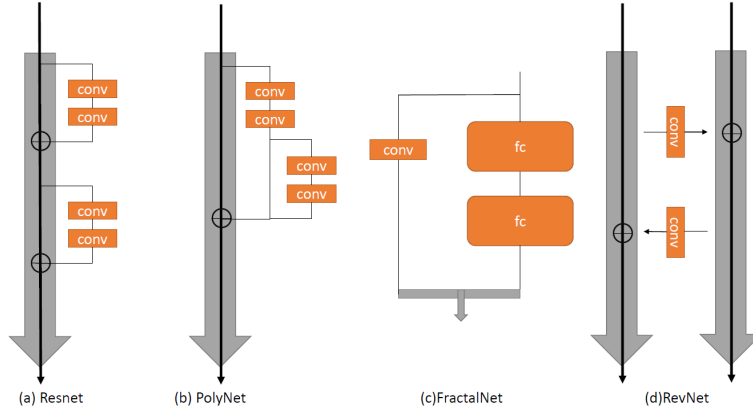 conv
conv
conv
conv
(a) Resnet
conv
conv
conv
conv
(b) PolyNet
conv
fc
fc
(c)FractalNet
conv
conv
(d)RevNet